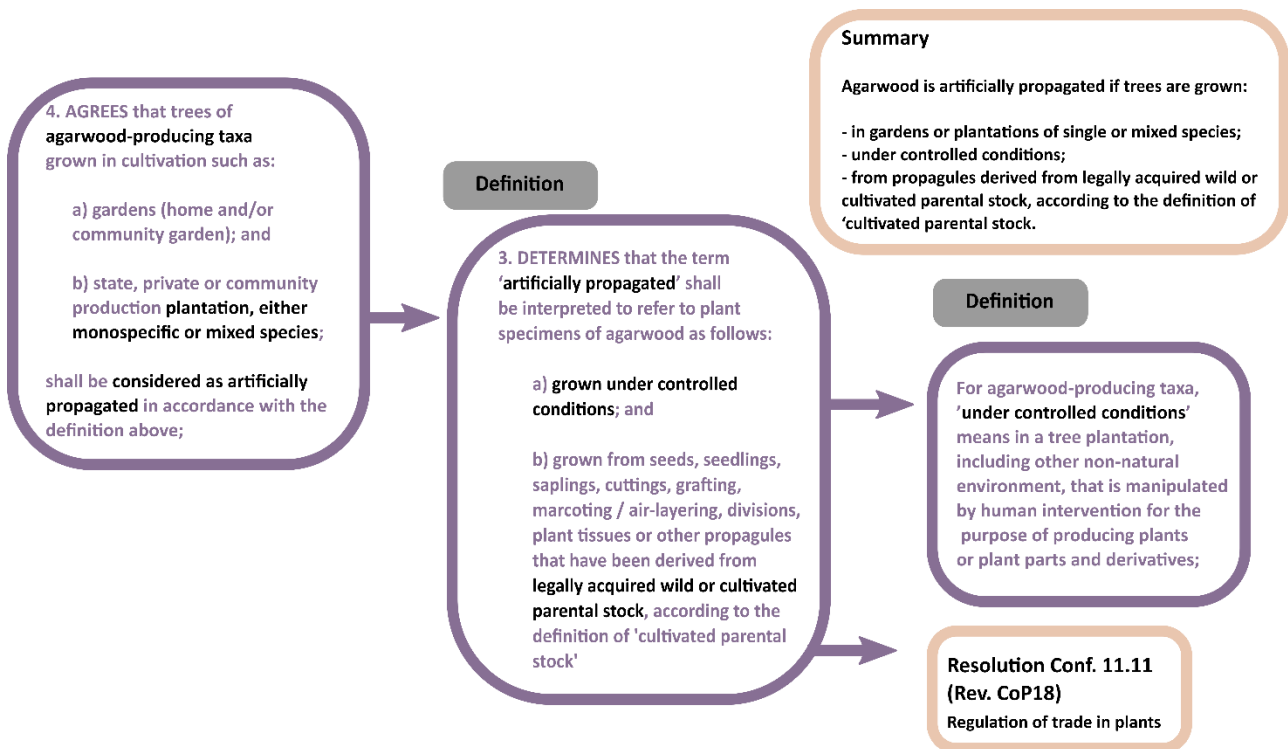 4. AGREES that trees of
agarwood-producing taxa
grown in cultivation such as:
a) gardens (home and/or
community garden); and
b) state, private or community
production plantation, either
monospecific or mixed species;
shall be considered as artificially
propagated in accordance with the
definition above;
Definition
3. DETERMINES that the term
‘artificially propagated’ shall
be interpreted to refer to plant
specimens of agarwood as follows:
a) grown under controlled
conditions; and
b) grown from seeds, seedlings,
saplings, cuttings, grafting,
marcoting / air-layering, divisions,
plant tissues or other propagules
that have been derived from
legally acquired wild or cultivated
parental stock, according to the
definition of 'cultivated parental
stock'
Summary
Agarwood is artificially propagated if trees are grown:
- in gardens or plantations of single or mixed species;
- under controlled conditions;
- from propagules derived from legally acquired wild or
cultivated parental stock, according to the definition of
‘cultivated parental stock.
Definition
For agarwood-producing taxa,
’under controlled conditions’
means in a tree plantation,
including other non-natural
environment, that is manipulated
by human intervention for the
purpose of producing plants
or plant parts and derivatives;
Resolution Conf. 11.11
(Rev. CoP18)
Regulation of trade in plants